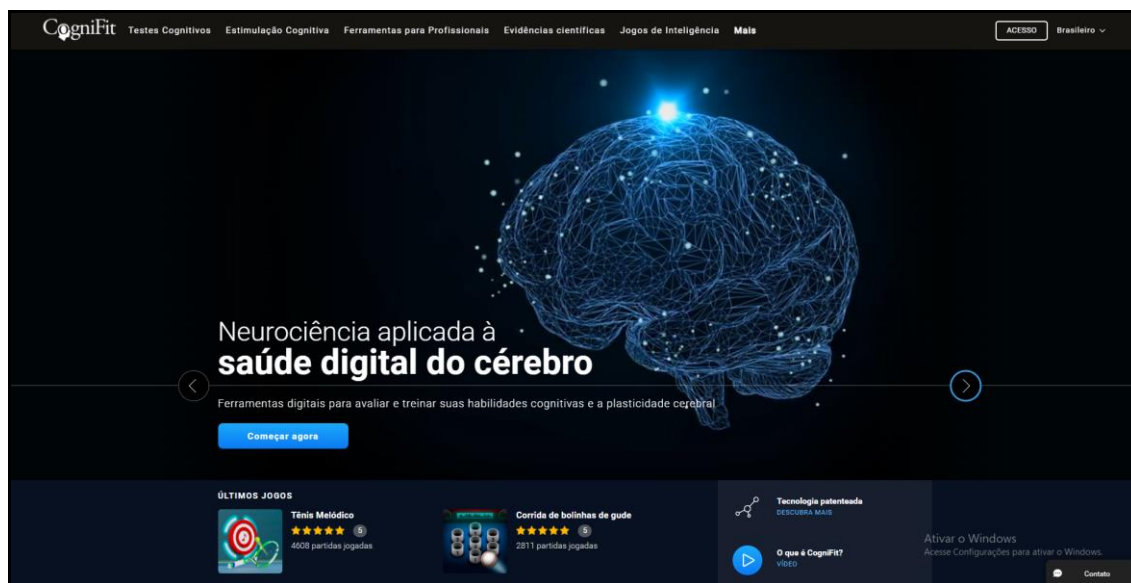 CogniFit Testes Cognitivos Estimulação Cognitiva Ferramentas para Profissionais Evidências científicas Jogos de Inteligência Mais ACESSO Brasileiro
Neurociência aplicada à
saúde digital do cérebro
Ferramentas digitais para avaliar e treinar suas habilidades cognitivas e a plasticidade cerebral
Começar agora
ÚLTIMOS JOGOS
Tênis Melódico
5
4608 partidas jogadas
Corrida de bolinhas de gude
5
2811 partidas jogadas
Tecnologia patenteada
DESCUBRA MAIS
O que é CogniFit?
VÍDEO
Ativar o Windows
Acesse Configurações para ativar o Windows.
Contato